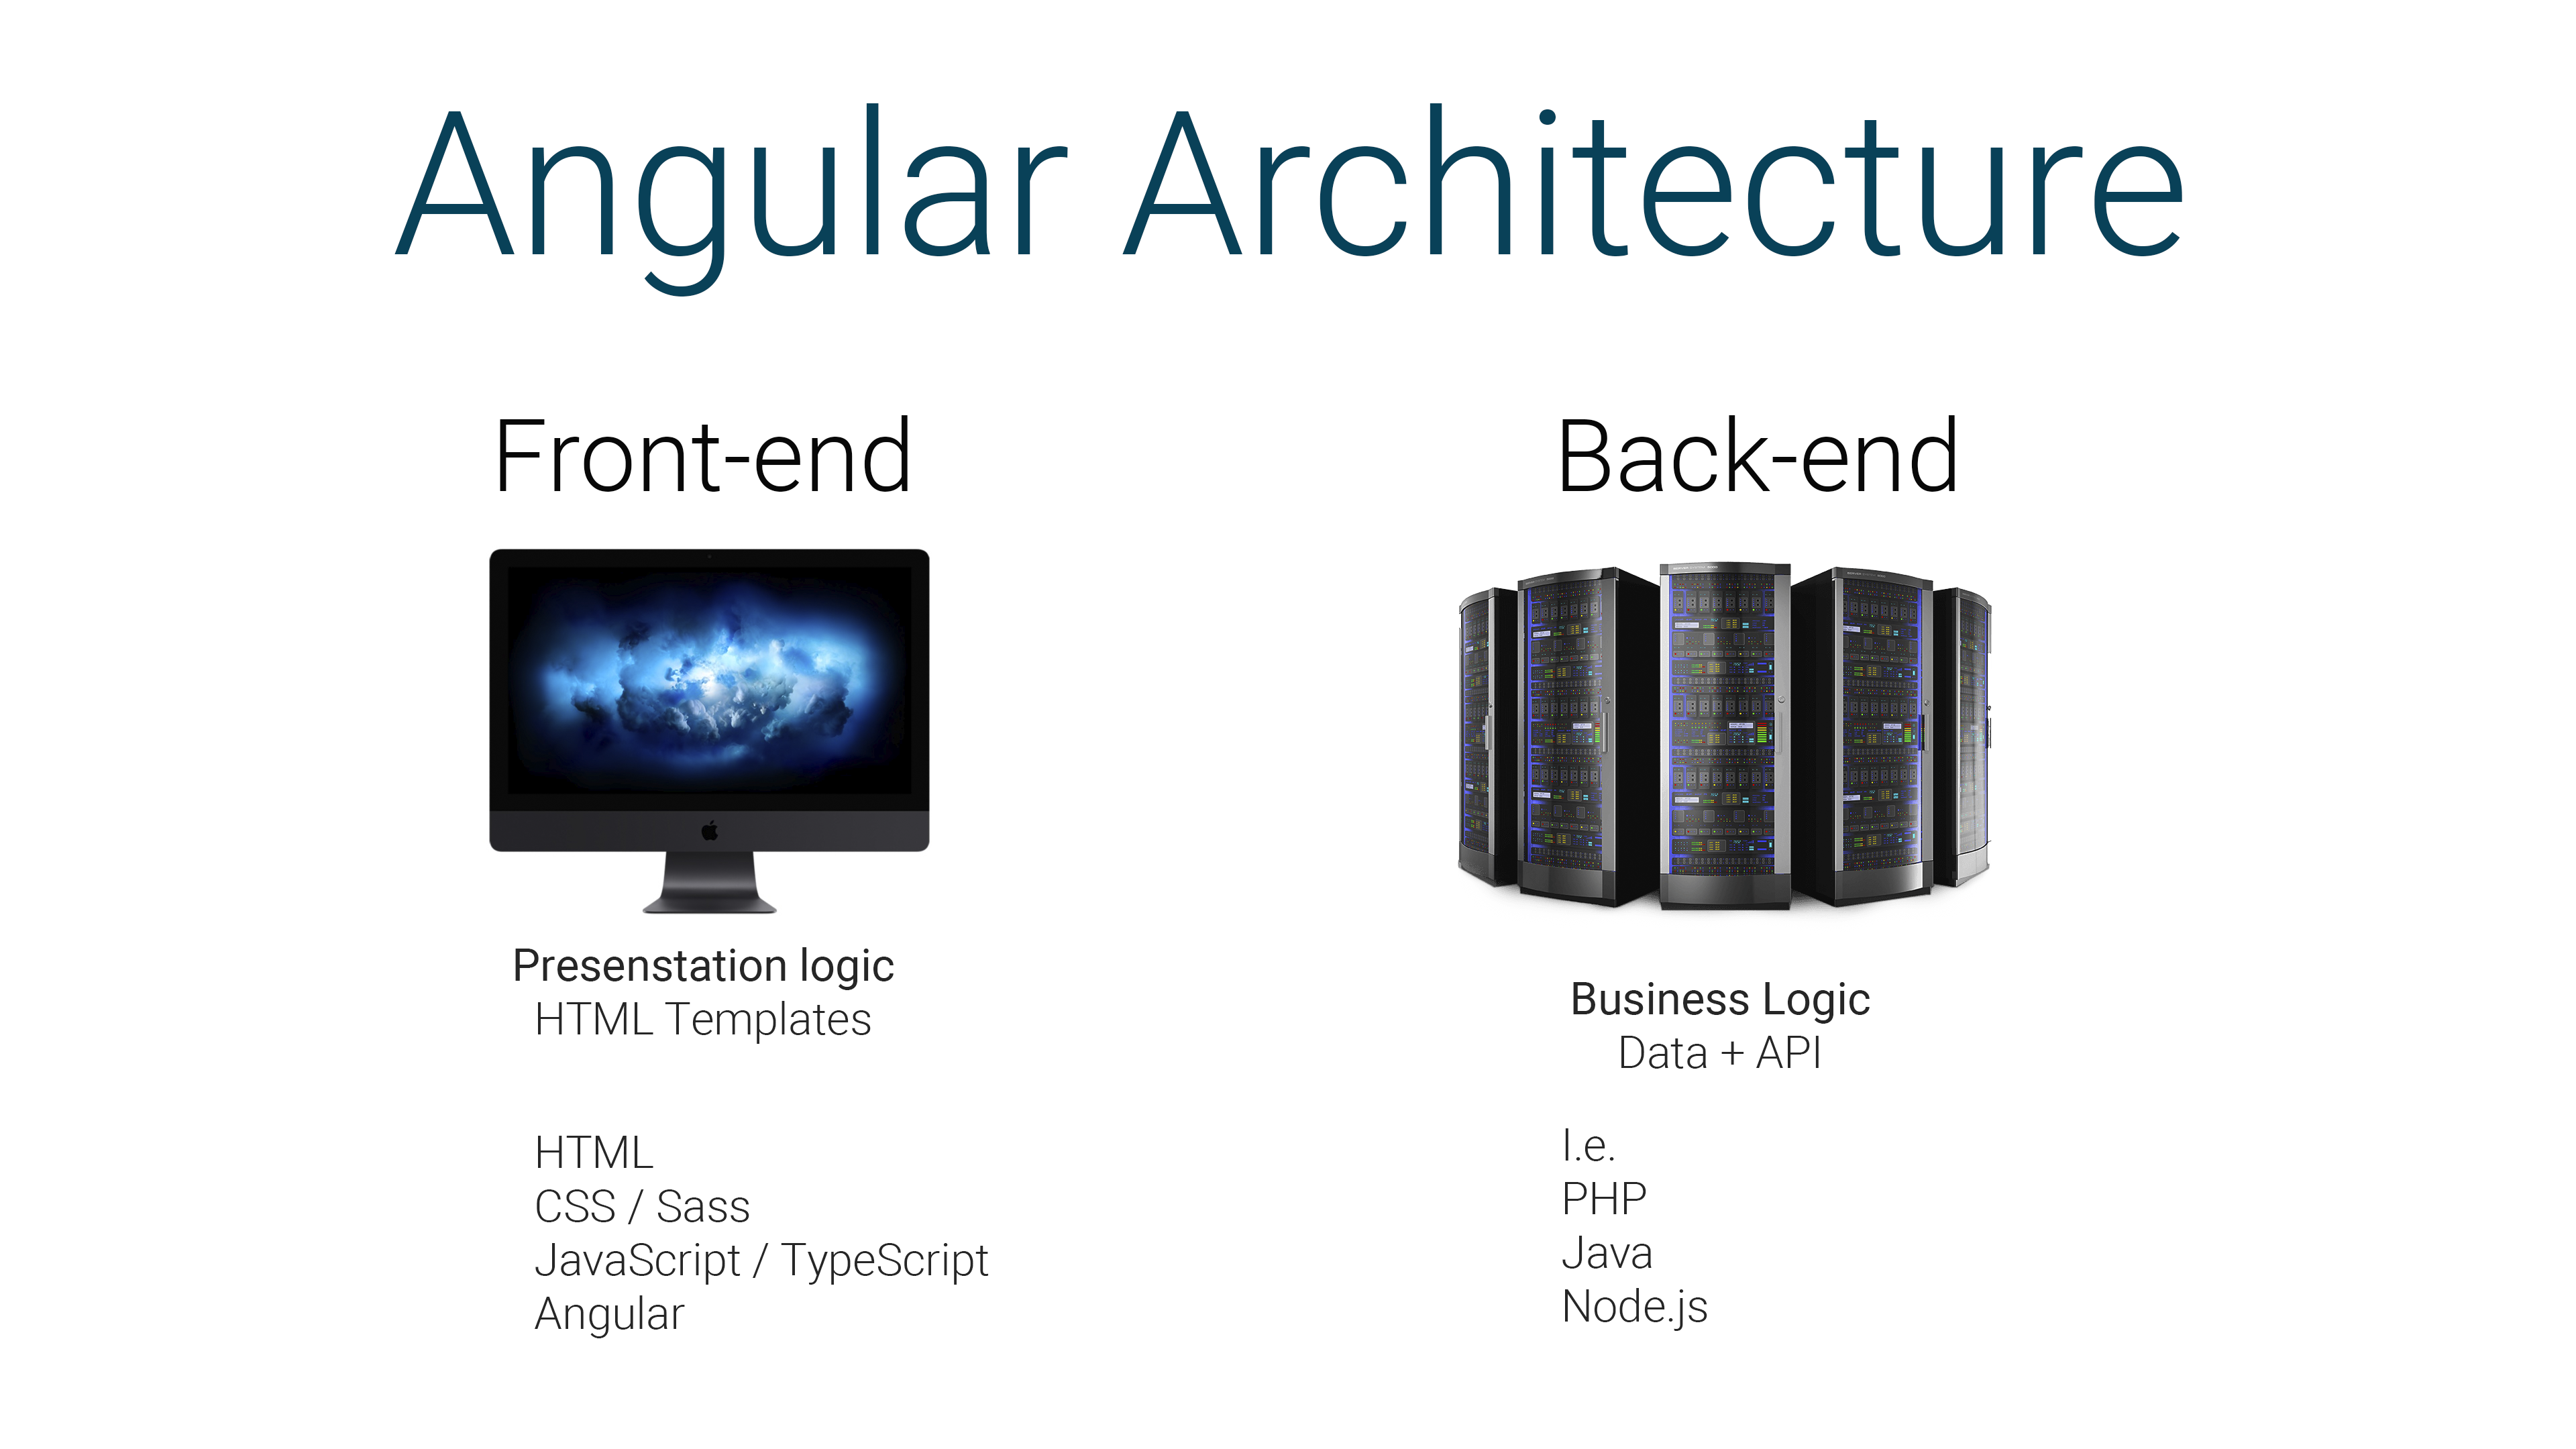 Angular Architecture
Front-end
Presenstation logic
HTML Templates
HTML
CSS / Sass
JavaScript / TypeScript
Angular
Back-end
Business Logic
Data + API
I.e.
PHP
Java
Node.js